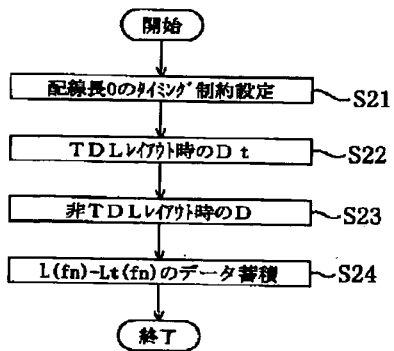 開始
配線長0のﾀｲﾐﾝｸﾞ制約設定
S21
TDLﾚｲｱｳﾄ時のDt
S22
非TDLﾚｲｱｳﾄ時のD
S23
L(fn)-Lt(fn)のデータ蓄積
S24
終了